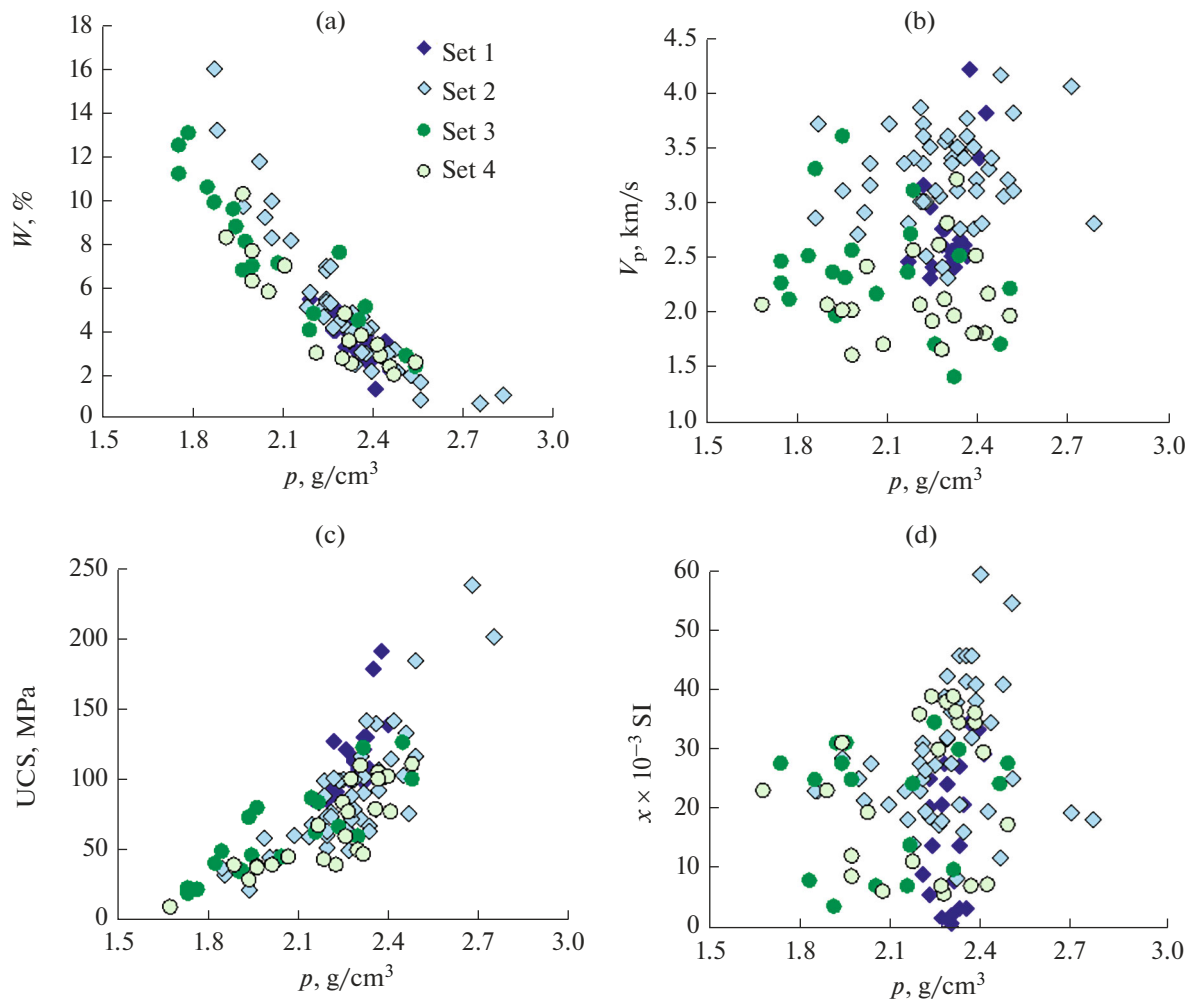 (a)
18
16
14
12
10
8
6
4
2
0
1.5 1.8 2.1 2.4 2.7 3.0
W, %
p, g/cm³
Set 1
Set 2
Set 3
Set 4
(b)
4.5
4.0
3.5
3.0
2.5
2.0
1.5
1.0
1.5 1.8 2.1 2.4 2.7 3.0
Vp, km/s
p, g/cm³
(c)
250
200
150
100
50
0
1.5 1.8 2.1 2.4 2.7 3.0
UCS, MPa
p, g/cm³
(d)
60
50
40
30
20
10
0
1.5 1.8 2.1 2.4 2.7 3.0
x × 10⁻³ SI
p, g/cm³